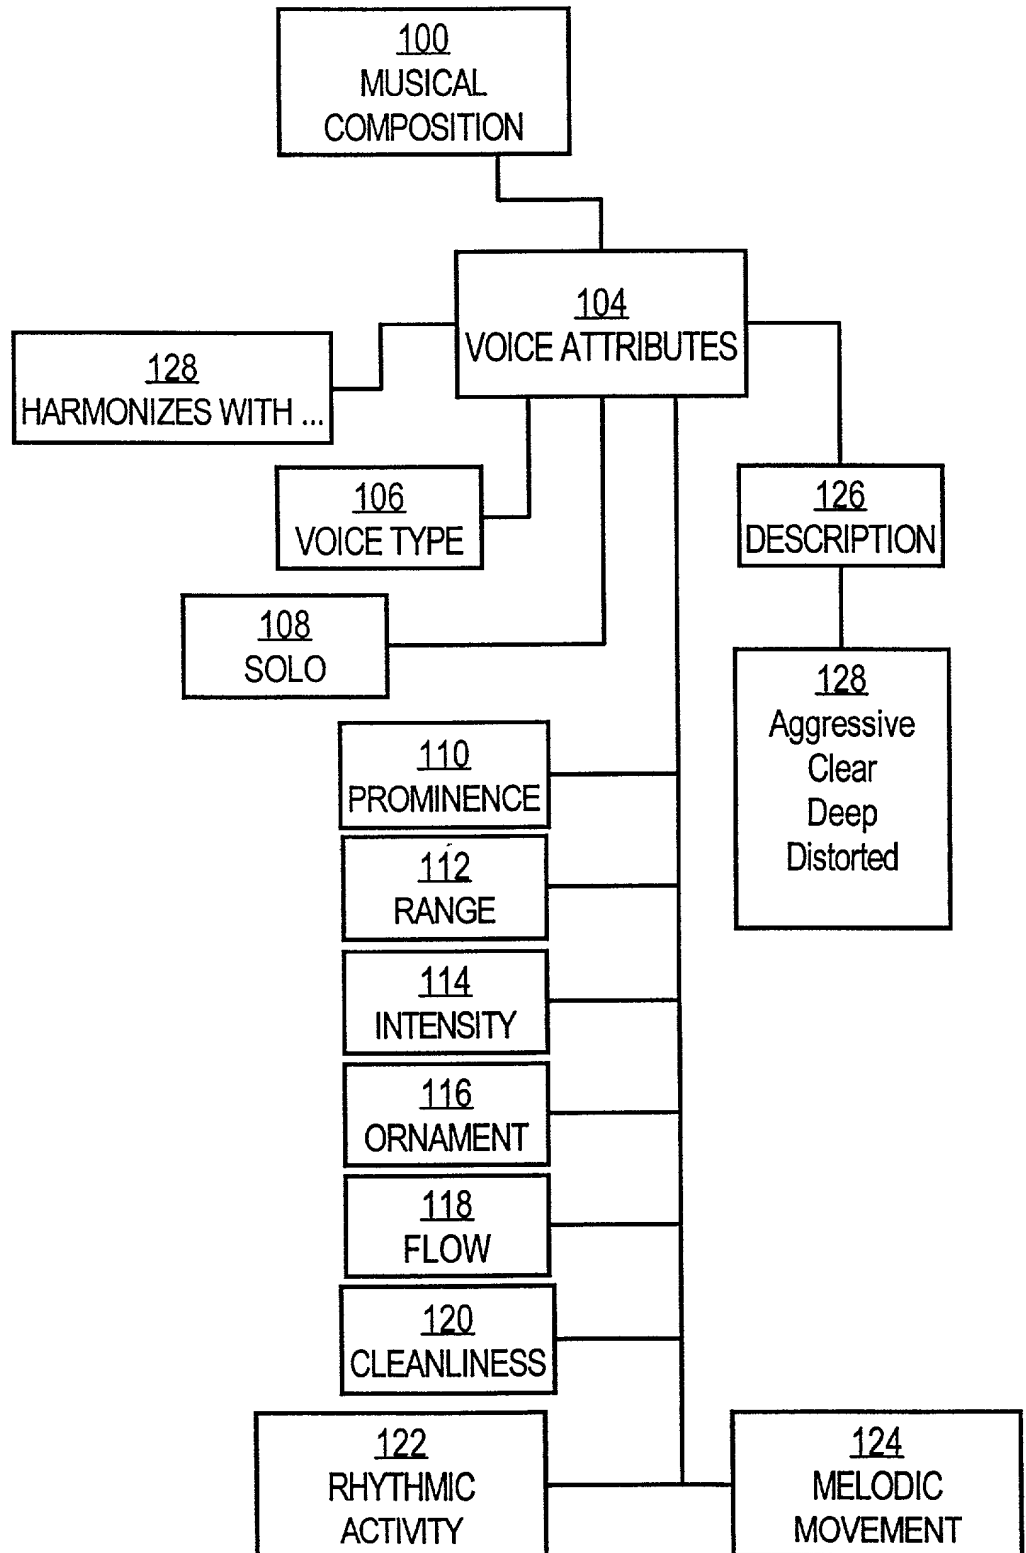 100
MUSICAL
COMPOSITION
104
VOICE ATTRIBUTES
128
HARMONIZES WITH ...
106
VOICE TYPE
126
DESCRIPTION
108
SOLO
128
Aggressive
Clear
Deep
Distorted
110
PROMINENCE
112
RANGE
114
INTENSITY
116
ORNAMENT
118
FLOW
120
CLEANLINESS
122
RHYTHMIC
ACTIVITY
124
MELODIC
MOVEMENT